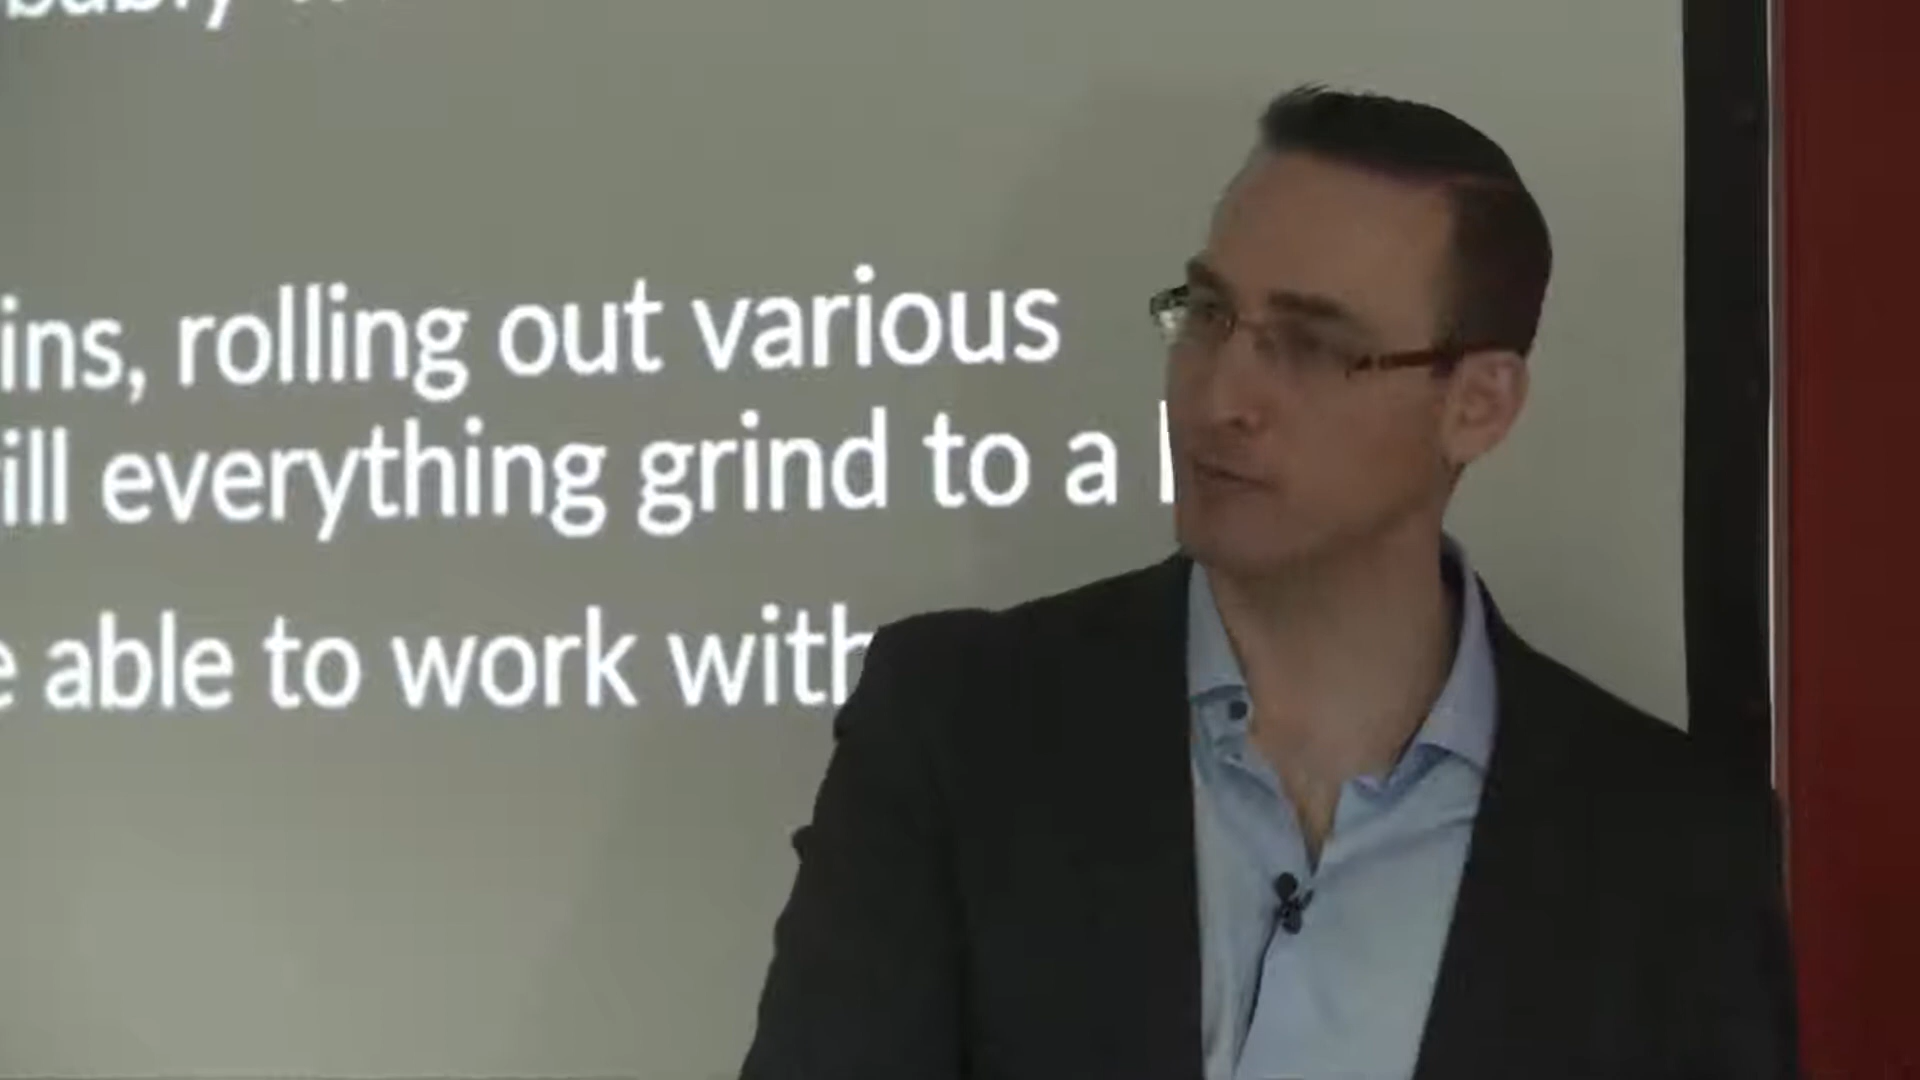 ins, rolling out various
ill everything grind to a
able to work with